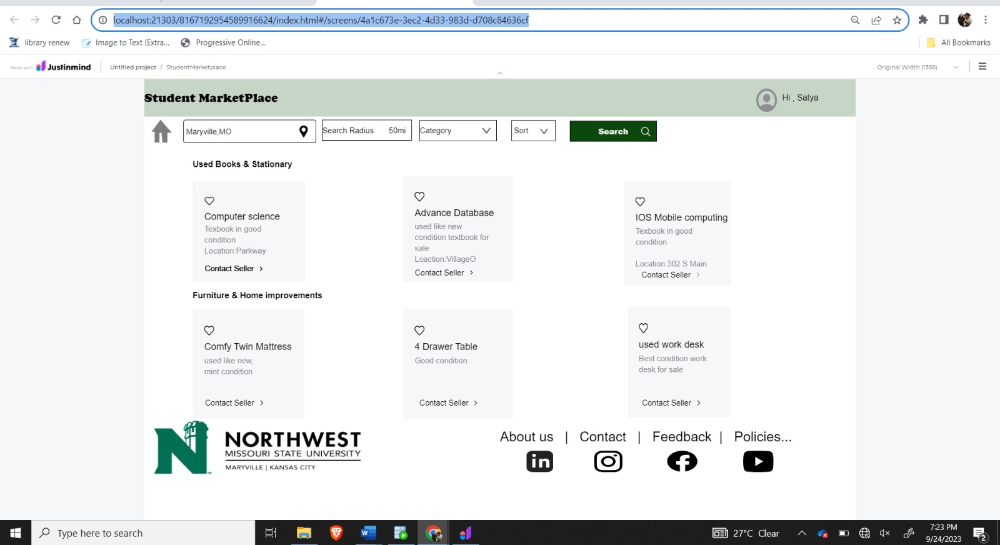 localhost:21303/8167192954589916624/index.html#/screens/4a1c673e-3ec2-4d33-983d-d708c84636cf
library renew Image to Text (Extra... Progressive Online... All Bookmarks
Made with Justinmind Untitled project / StudentMarketplace Original Width (1366)
Student MarketPlace Hi , Satya
Maryville,MO Search Radius: 50mi Category Sort Search
Used Books & Stationary
Computer science
Texbook in good
condition
Location:Parkway
Contact Seller >
Advance Database
used like new
condition textbook for
sale
Loaction:VillageO
Contact Seller >
IOS Mobile computing
Texbook in good
condition
Location 302 S Main
Contact Seller >
Furniture & Home improvements
Comfy Twin Mattress
used like new,
mint condition
Contact Seller >
4 Drawer Table
Good condition
Contact Seller >
used work desk
Best condition work
desk for sale
Contact Seller >
N NORTHWEST
MISSOURI STATE UNIVERSITY
MARYVILLE | KANSAS CITY
About us | Contact | Feedback | Policies...
in
Type here to search 27°C Clear 7:23 PM
9/24/2023 2